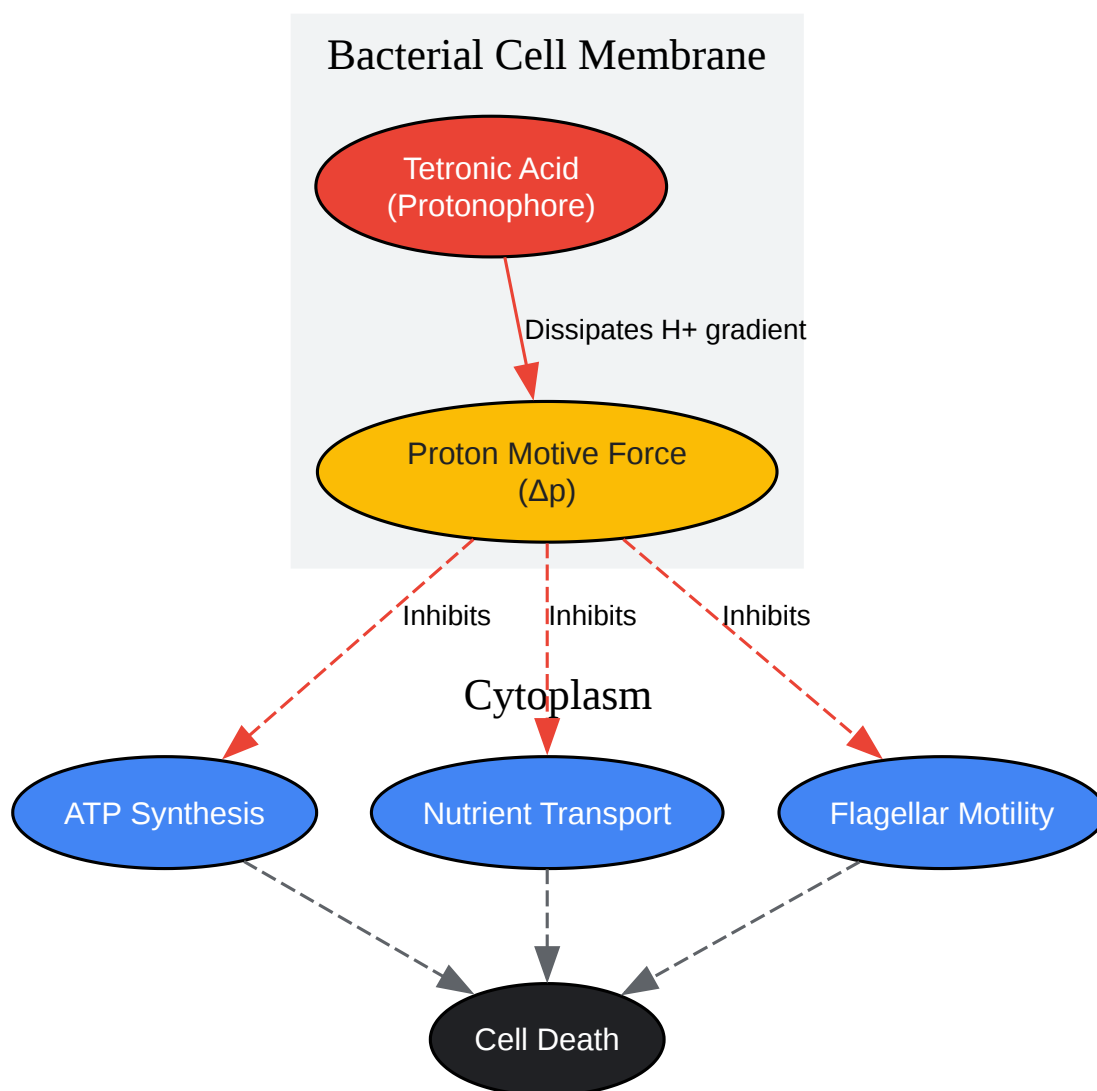 Bacterial Cell Membrane
Tetronic Acid
(Protonophore)
Dissipates H+ gradient
Proton Motive Force
(Δp)
Inhibits
Inhibits
Inhibits
Cytoplasm
ATP Synthesis
Nutrient Transport
Flagellar Motility
Cell Death